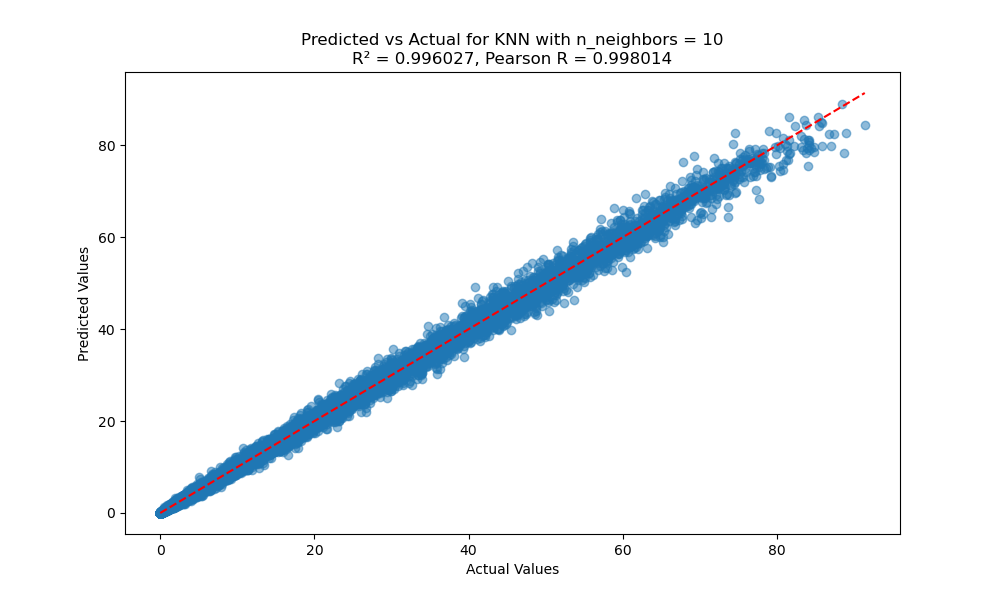 Predicted vs Actual for KNN with n_neighbors = 10
R² = 0.996027, Pearson R = 0.998014
Predicted Values
80
60
40
20
0
0 20 40 60 80
Actual Values